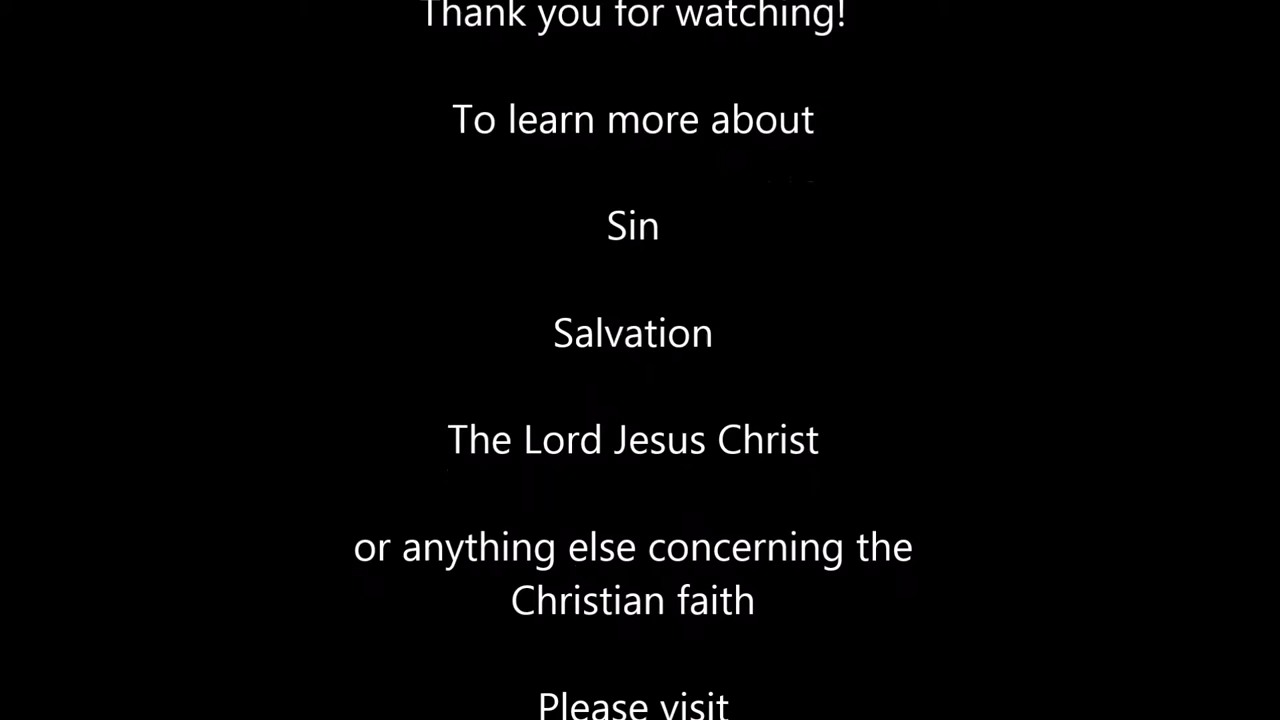 Thank you for watching!
To learn more about
Sin
Salvation
The Lord Jesus Christ
or anything else concerning the
Christian faith
Please visit